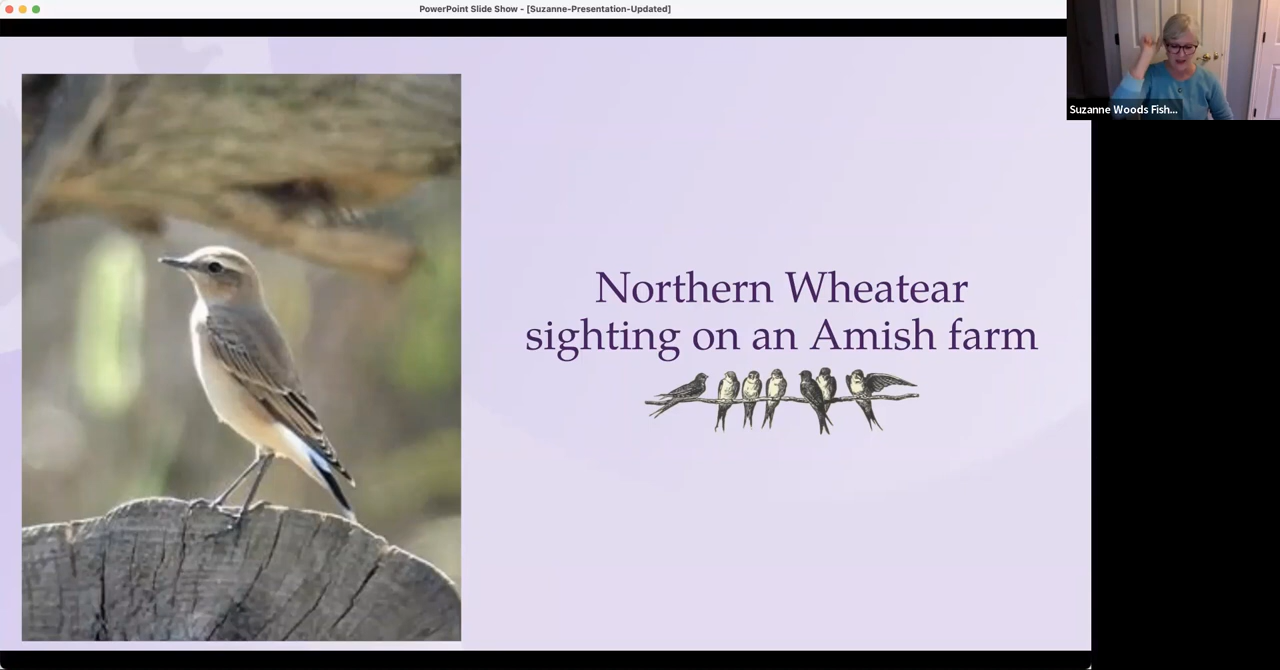 PowerPoint Slide Show - [Suzanne-Presentation-Updated]
Suzanne Woods Fish...
Northern Wheatear
sighting on an Amish farm